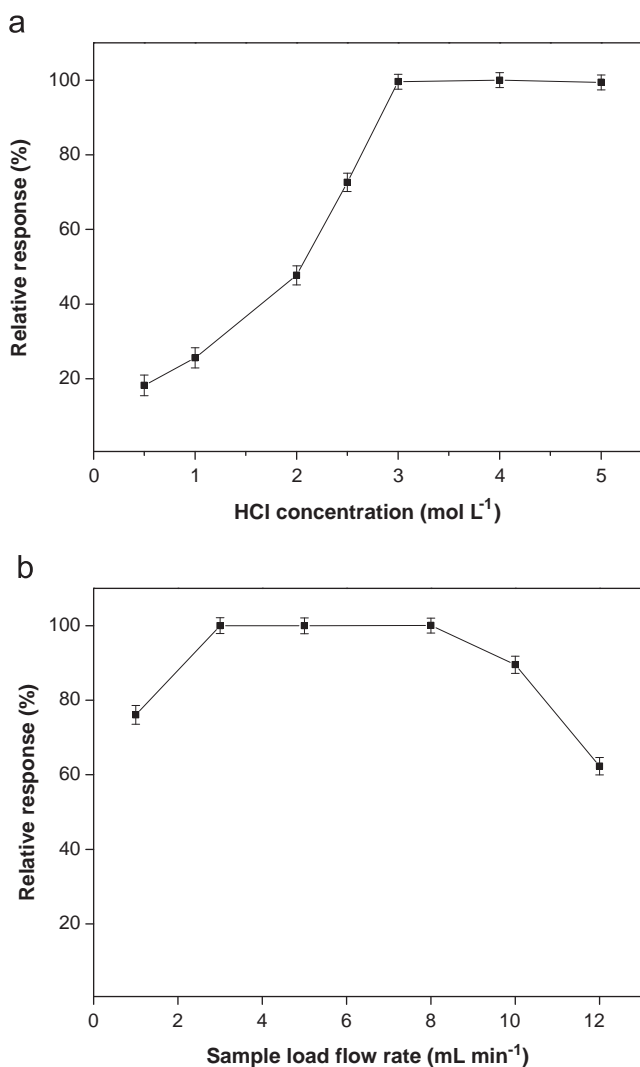 a
100
80
60
40
20
0 1 2 3 4 5
Relative response (%)
HCl concentration (mol L⁻¹)
b
100
80
60
40
20
0 2 4 6 8 10 12
Relative response (%)
Sample load flow rate (mL min⁻¹)